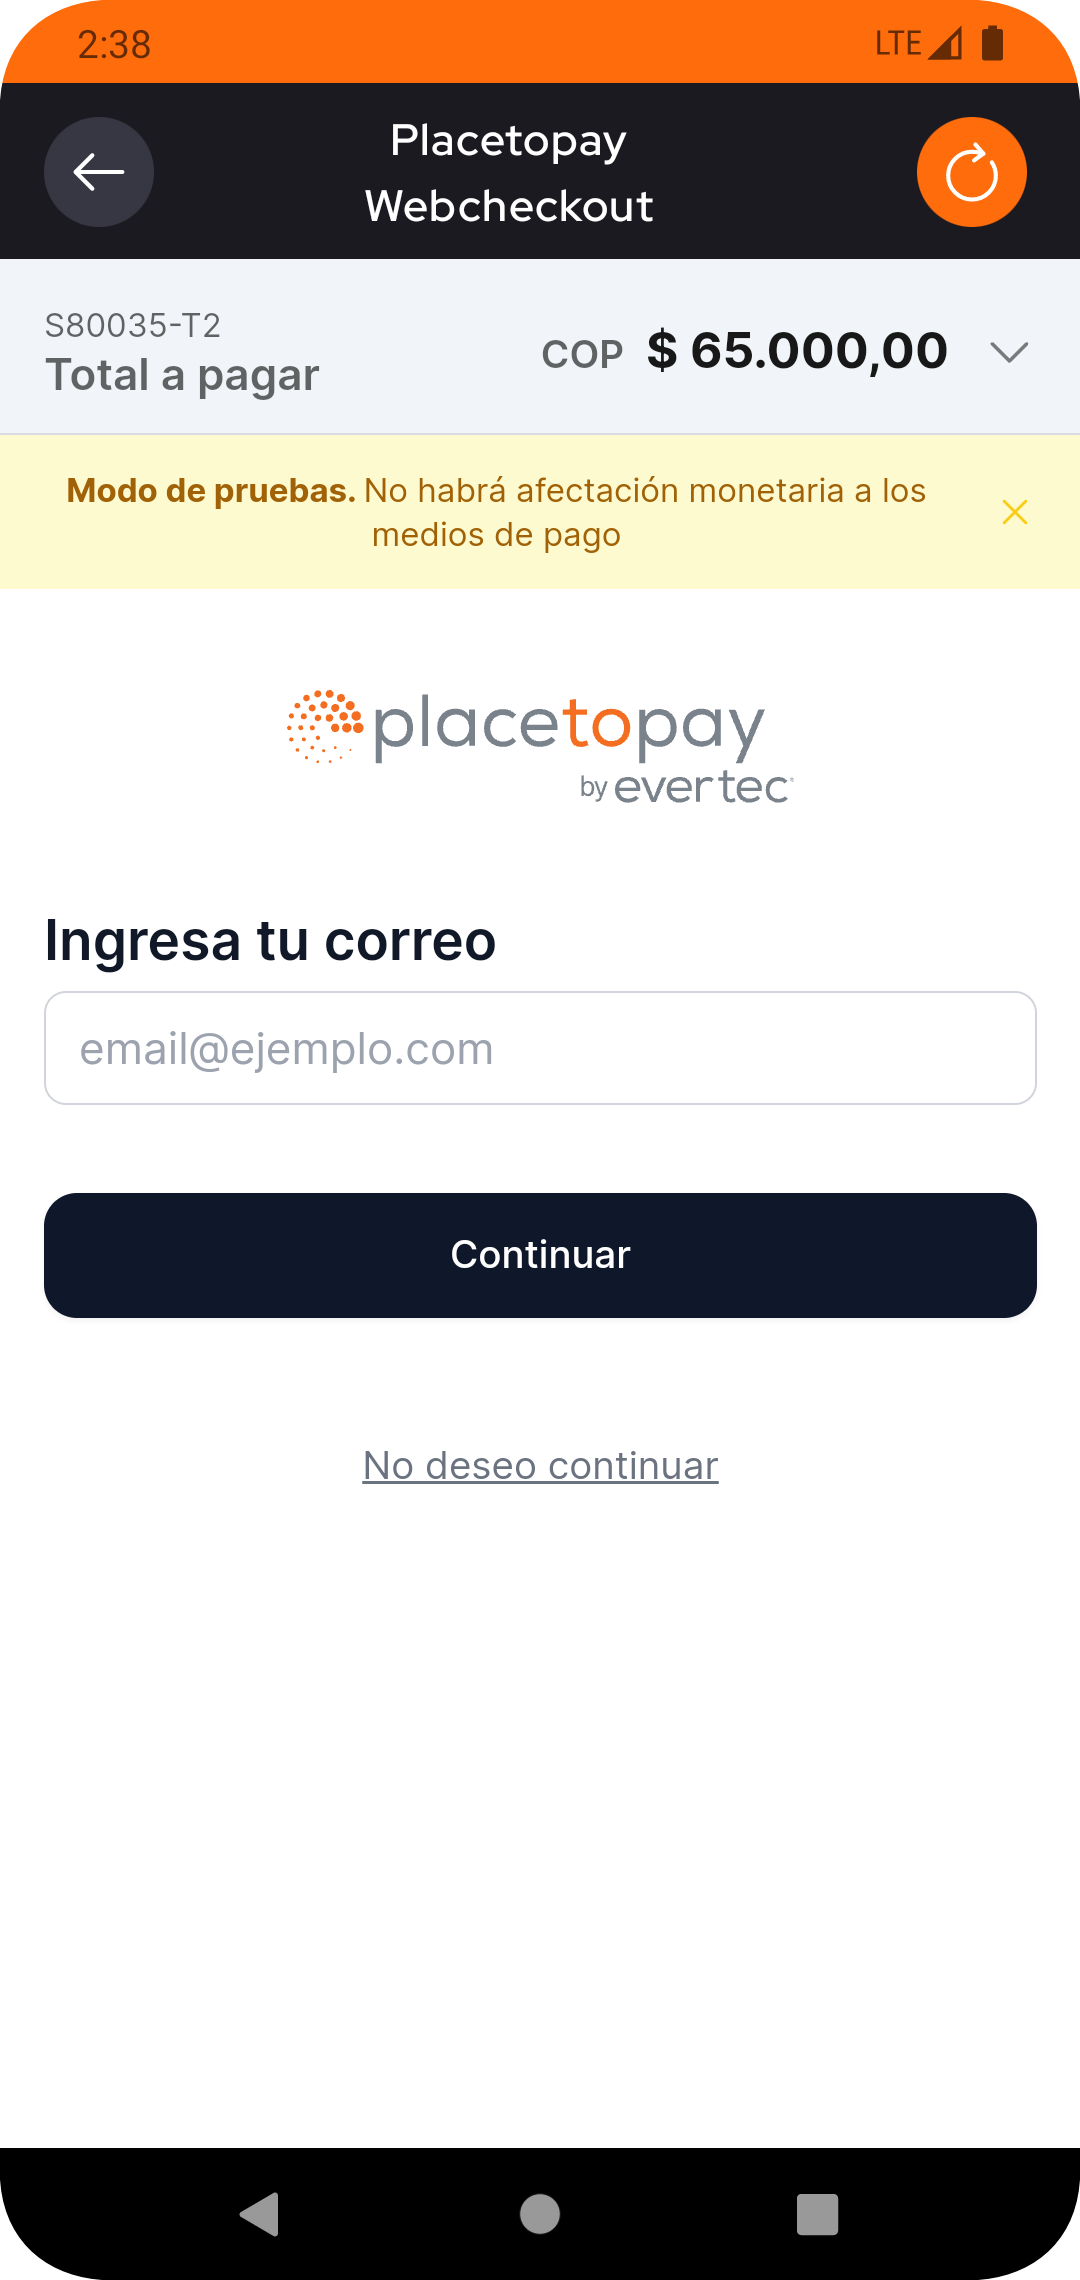 2:38
LTE
Placetopay
Webcheckout
S80035-T2
Total a pagar
COP $ 65.000,00
Modo de pruebas. No habrá afectación monetaria a los
medios de pago
placetopay
by evertec
Ingresa tu correo
email@ejemplo.com
Continuar
No deseo continuar